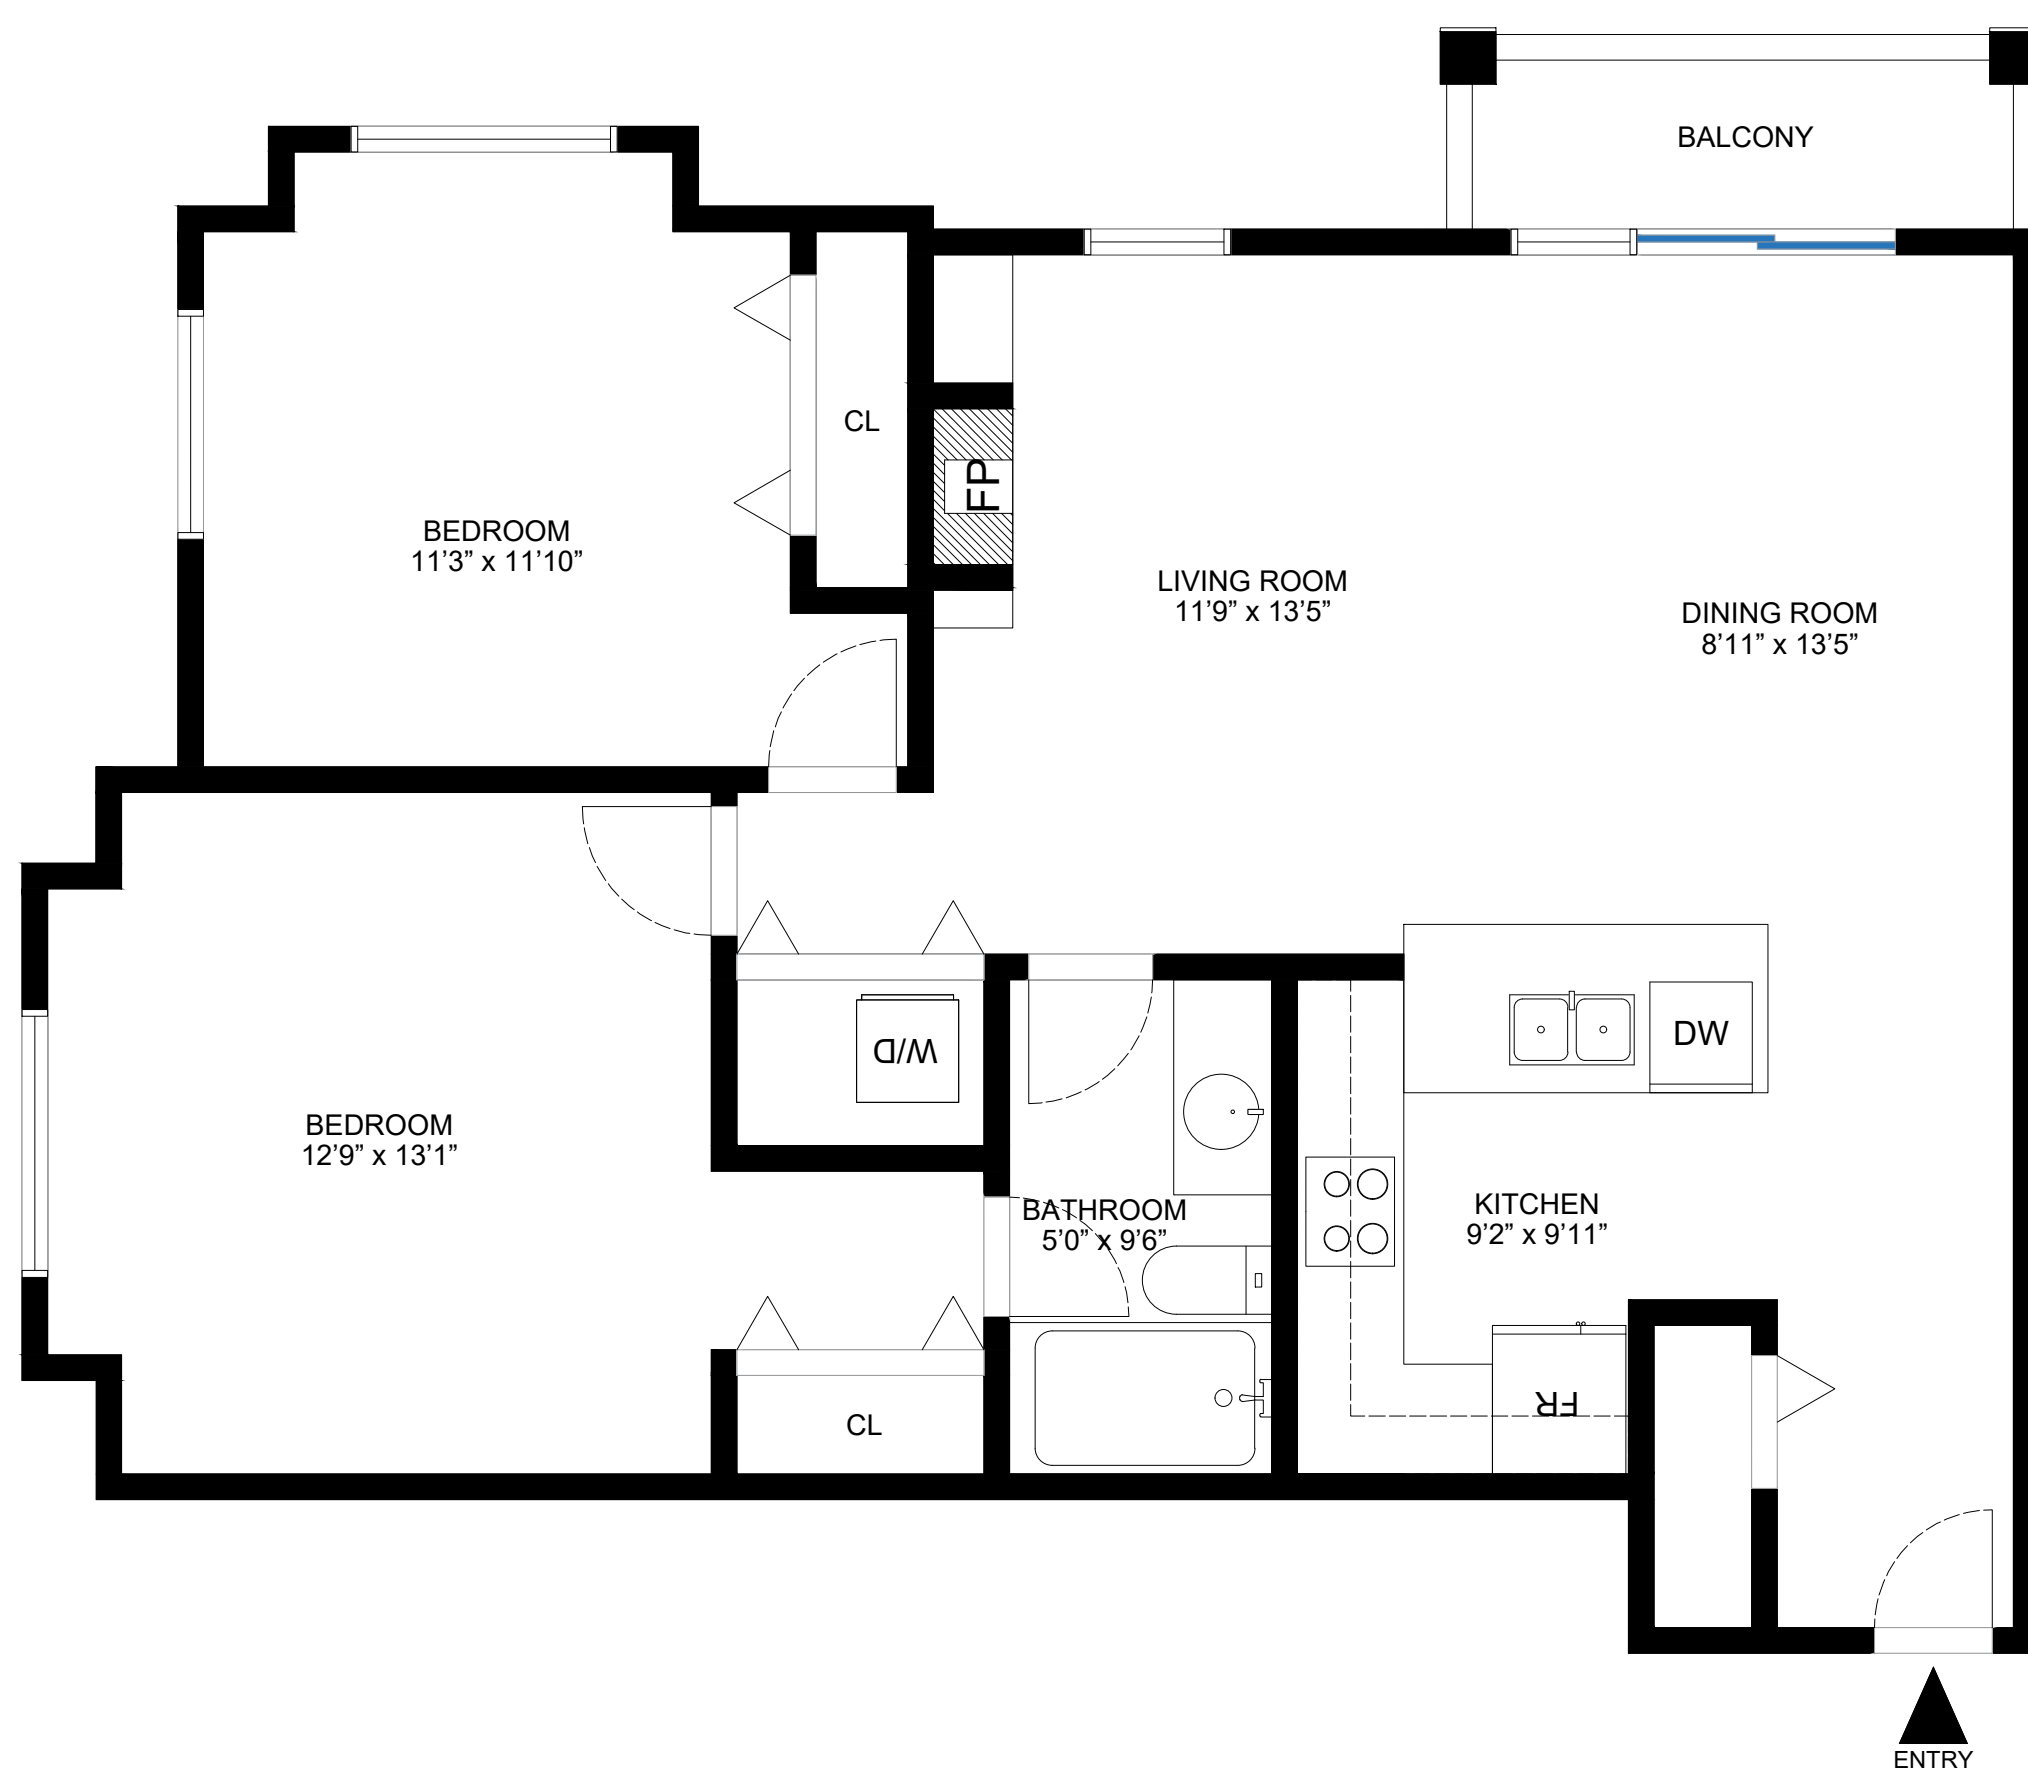 BALCONY
CL
FP
BEDROOM
11’3” x 11’10”
LIVING ROOM
11’9” x 13’5”
DINING ROOM
8’11” x 13’5”
W/D
DW
BEDROOM
12’9” x 13’1”
BATHROOM
5’0” x 9’6”
KITCHEN
9’2” x 9’11”
FR
CL
ENTRY